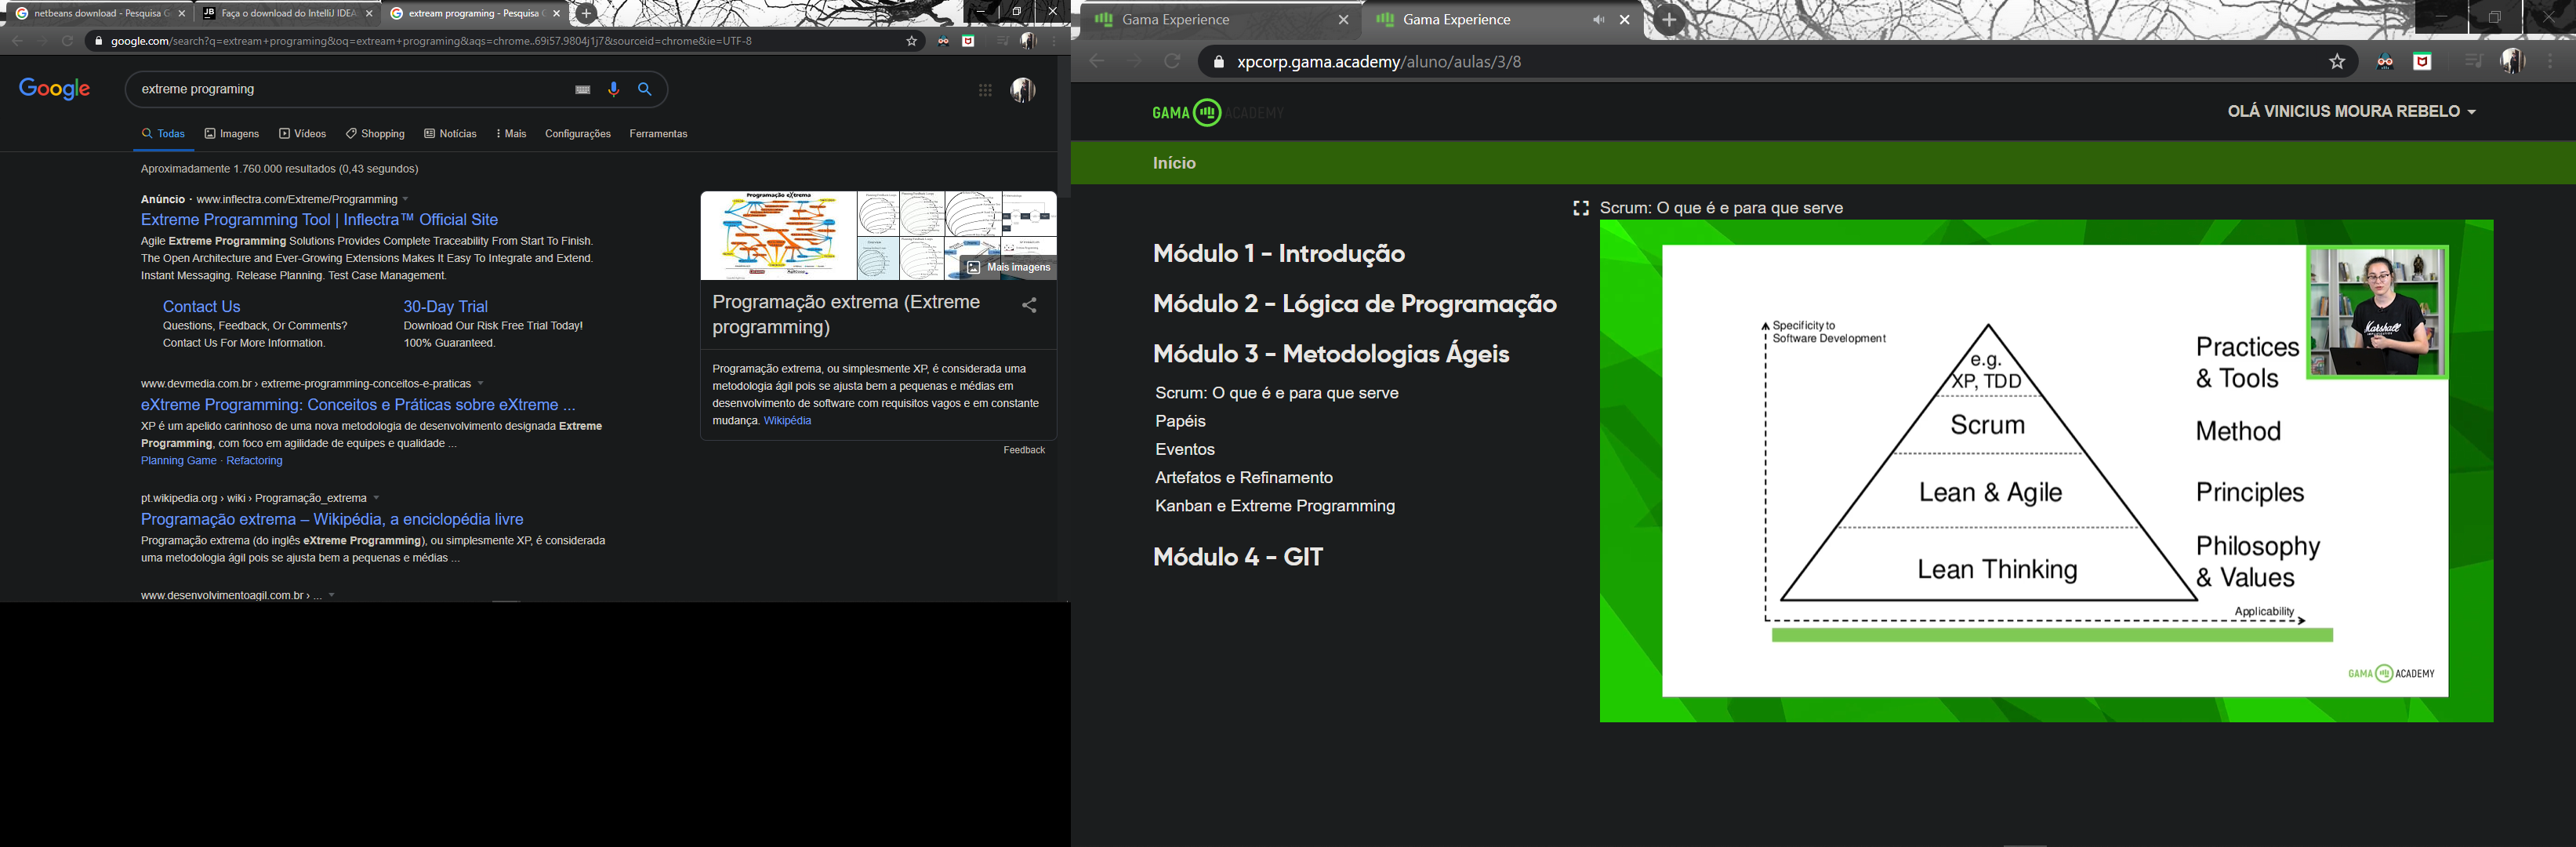 netbeans download - Pesquisa G
Faça o download do IntelliJ IDEA
extream programing - Pesquisa G
google.com/search?q=extream+programing&oq=extream+programing&aqs=chrome..69i57.9804j1j7&sourceid=chrome&ie=UTF-8
Google
extreme programing
Todas
Imagens
Vídeos
Shopping
Notícias
Mais
Configurações
Ferramentas
Aproximadamente 1.760.000 resultados (0,43 segundos)
Anúncio · www.inflectra.com/Extreme/Programming
Extreme Programming Tool | Inflectra™ Official Site
Agile Extreme Programming Solutions Provides Complete Traceability From Start To Finish.
The Open Architecture and Ever-Growing Extensions Makes It Easy To Integrate and Extend.
Instant Messaging. Release Planning. Test Case Management.
Contact Us
Questions, Feedback, Or Comments?
Contact Us For More Information.
30-Day Trial
Download Our Risk Free Trial Today!
100% Guaranteed.
www.devmedia.com.br › extreme-programming-conceitos-e-praticas
eXtreme Programming: Conceitos e Práticas sobre eXtreme ...
XP é um apelido carinhoso de uma nova metodologia de desenvolvimento designada Extreme
Programming, com foco em agilidade de equipes e qualidade ...
Planning Game · Refactoring
pt.wikipedia.org › wiki › Programação_extrema
Programação extrema – Wikipédia, a enciclopédia livre
Programação extrema (do inglês eXtreme Programming), ou simplesmente XP, é considerada
uma metodologia ágil pois se ajusta bem a pequenas e médias ...
www.desenvolvimentoagil.com.br › ...
Programação eXtrema
Mais imagens
Programação extrema (Extreme
programming)
Programação extrema, ou simplesmente XP, é considerada uma
metodologia ágil pois se ajusta bem a pequenas e médias em
desenvolvimento de software com requisitos vagos e em constante
mudança. Wikipédia
Feedback
Gama Experience
Gama Experience
xpcorp.gama.academy/aluno/aulas/3/8
GAMA ACADEMY
OLÁ VINICIUS MOURA REBELO
Início
Módulo 1 - Introdução
Módulo 2 - Lógica de Programação
Módulo 3 - Metodologias Ágeis
Scrum: O que é e para que serve
Papéis
Eventos
Artefatos e Refinamento
Kanban e Extreme Programming
Módulo 4 - GIT
Scrum: O que é e para que serve
Specificity to
Software Development
e.g.
XP, TDD
Scrum
Lean & Agile
Lean Thinking
Practices
& Tools
Method
Principles
Philosophy
& Values
Applicability
Marshall
GAMA ACADEMY